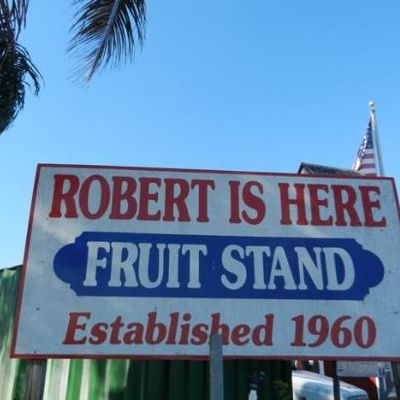 ROBERT IS HERE
FRUIT STAND
Established 1960